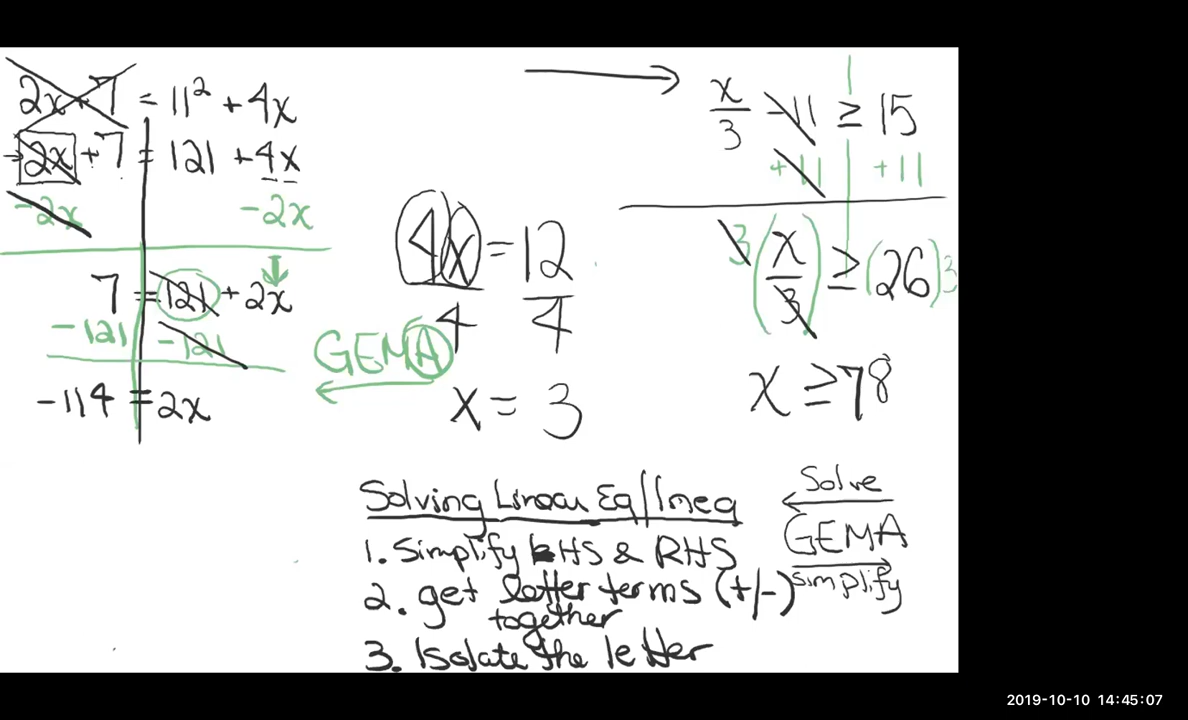 2x + 7 = 11² + 4x
2x + 7 = 121 + 4x
-2x -2x
7 = 121 + 2x
-121 -121
-114 = 2x
GEMA
4x = 12
4 4
x = 3
x/3 - 11 ≥ 15
+11 +11
3(x/3) ≥ (26)3
x ≥ 78
Solving Linear Eq/Ineq
1. Simplify LHS & RHS
2. get letter terms (+/-)
together
3. Isolate the letter
Solve
GEMA
simplify
2019-10-10 14:45:07